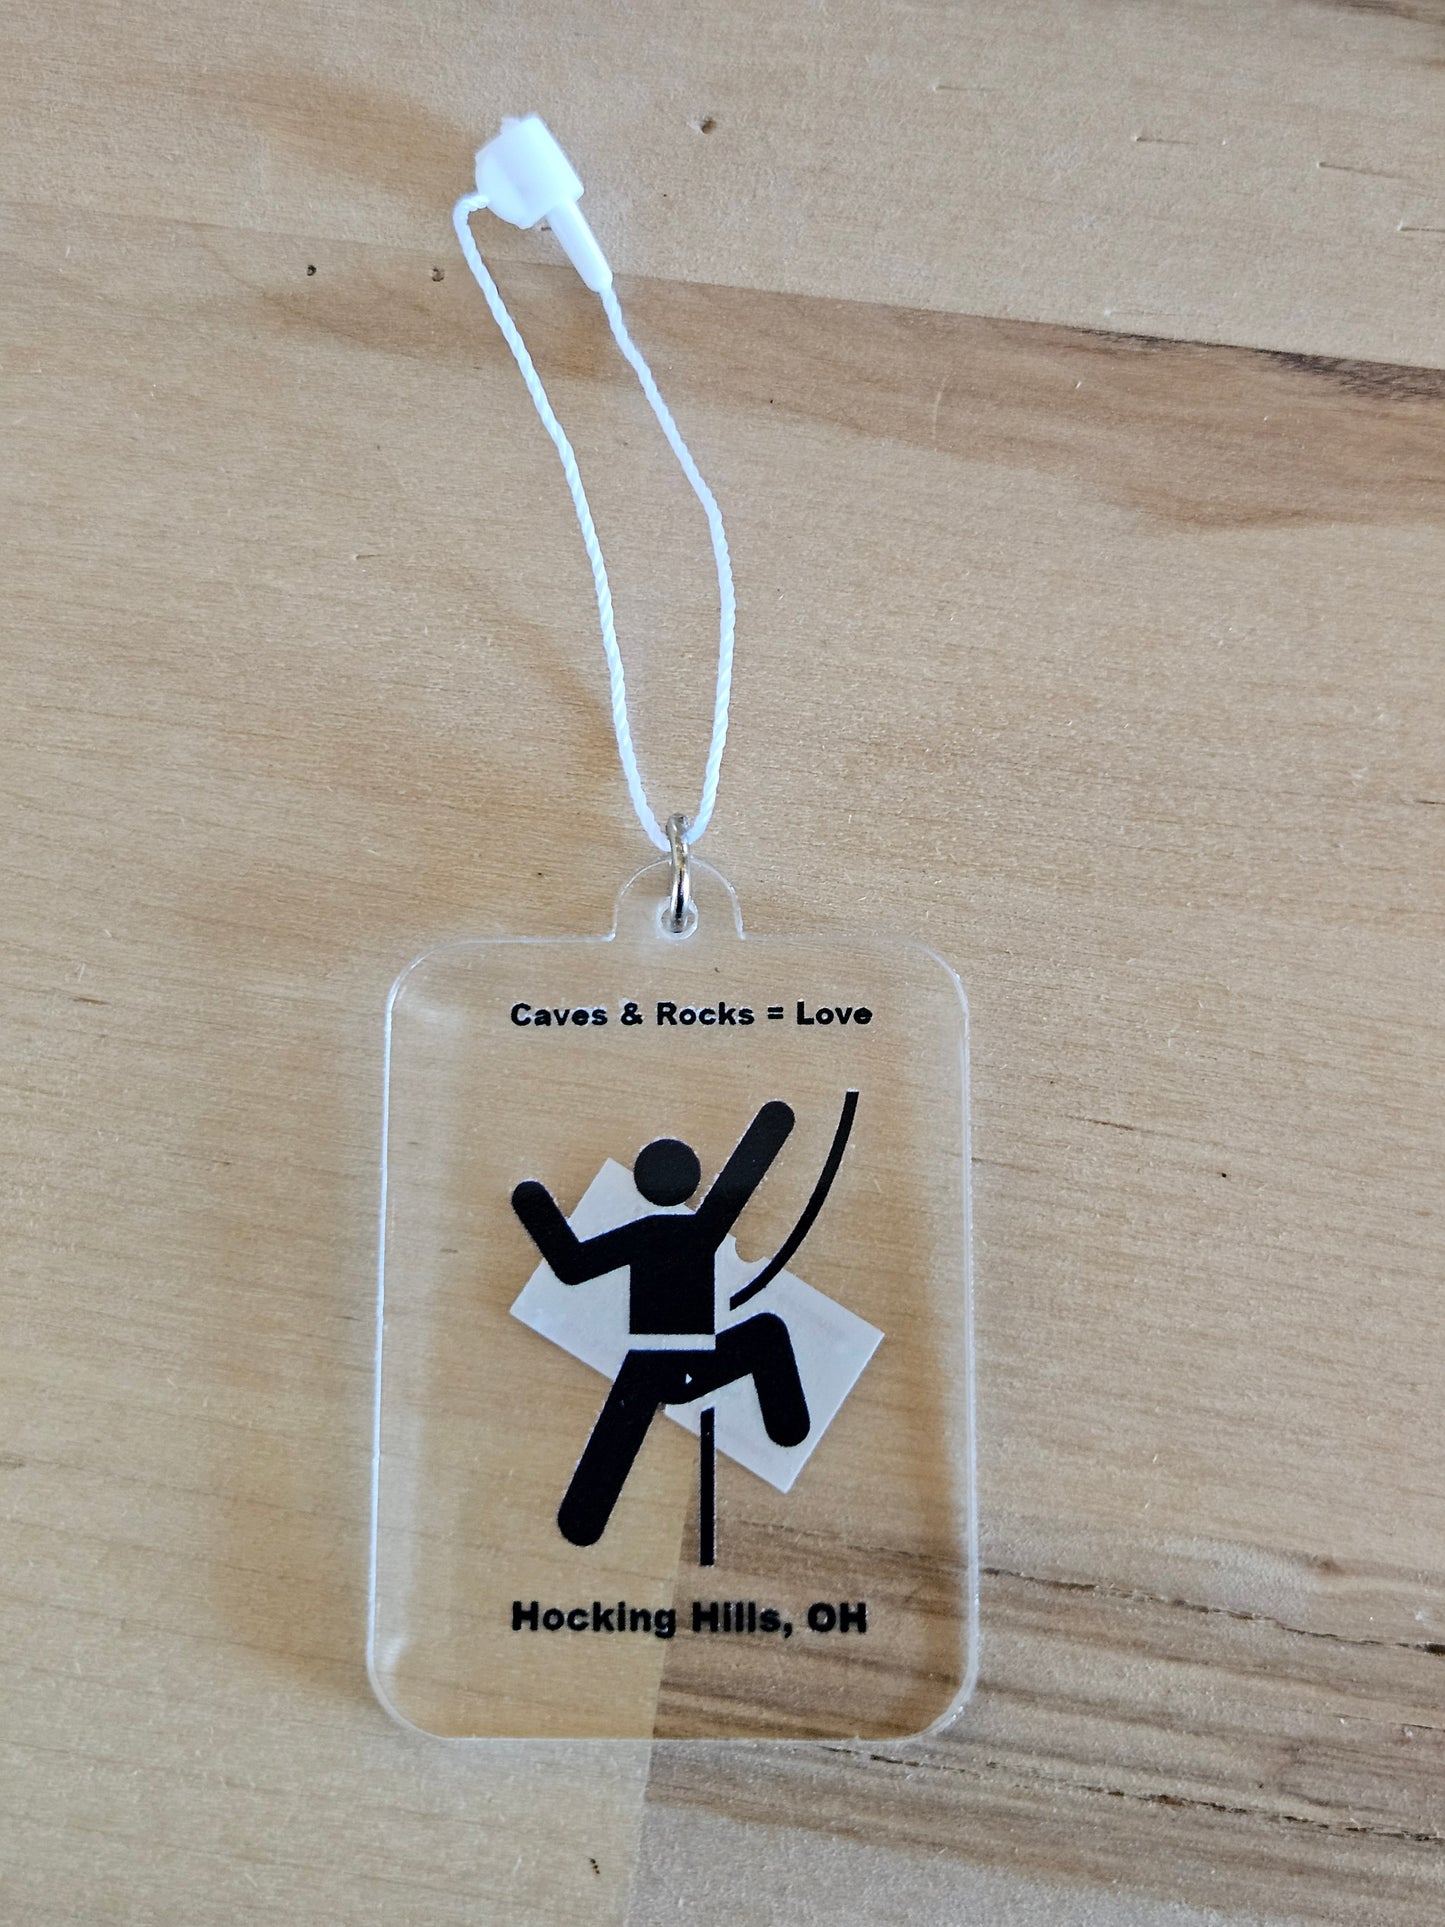 Caves & Rocks = Love
Hocking Hills, OH